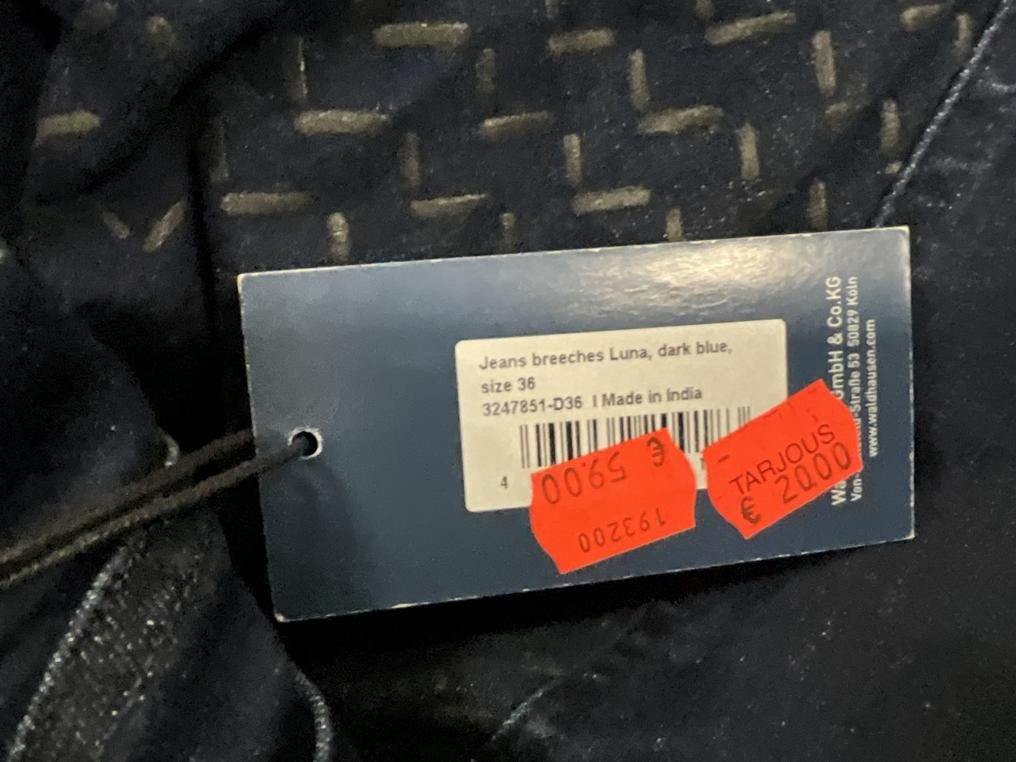 Jeans breeches Luna, dark blue,
size 36
3247851-D36 | Made in India
4
€ 59.00
193200
TARJOUS
€ 20.00
GmbH & Co.KG
-Straße 53 50829 Köln
www.waldhausen.com